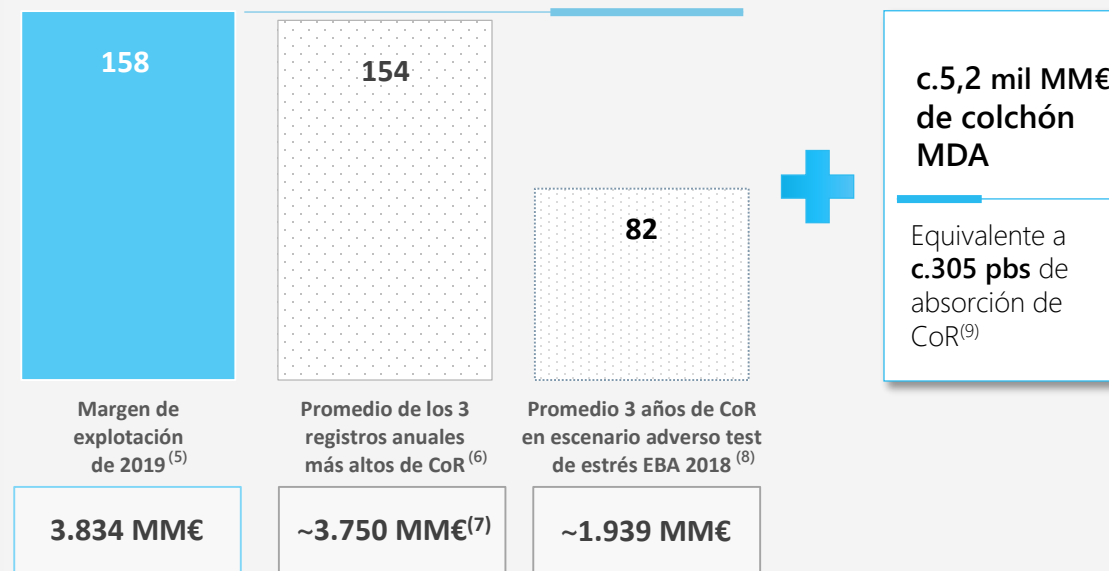 158
154
82
c.5,2 mil MM€
de colchón
MDA
Equivalente a
c.305 pbs de
absorción de
CoR(9)
Margen de
explotación
de 2019 (5)
Promedio de los 3
registros anuales
más altos de CoR (6)
Promedio 3 años de CoR
en escenario adverso test
de estrés EBA 2018 (8)
3.834 MM€
~3.750 MM€(7)
~1.939 MM€